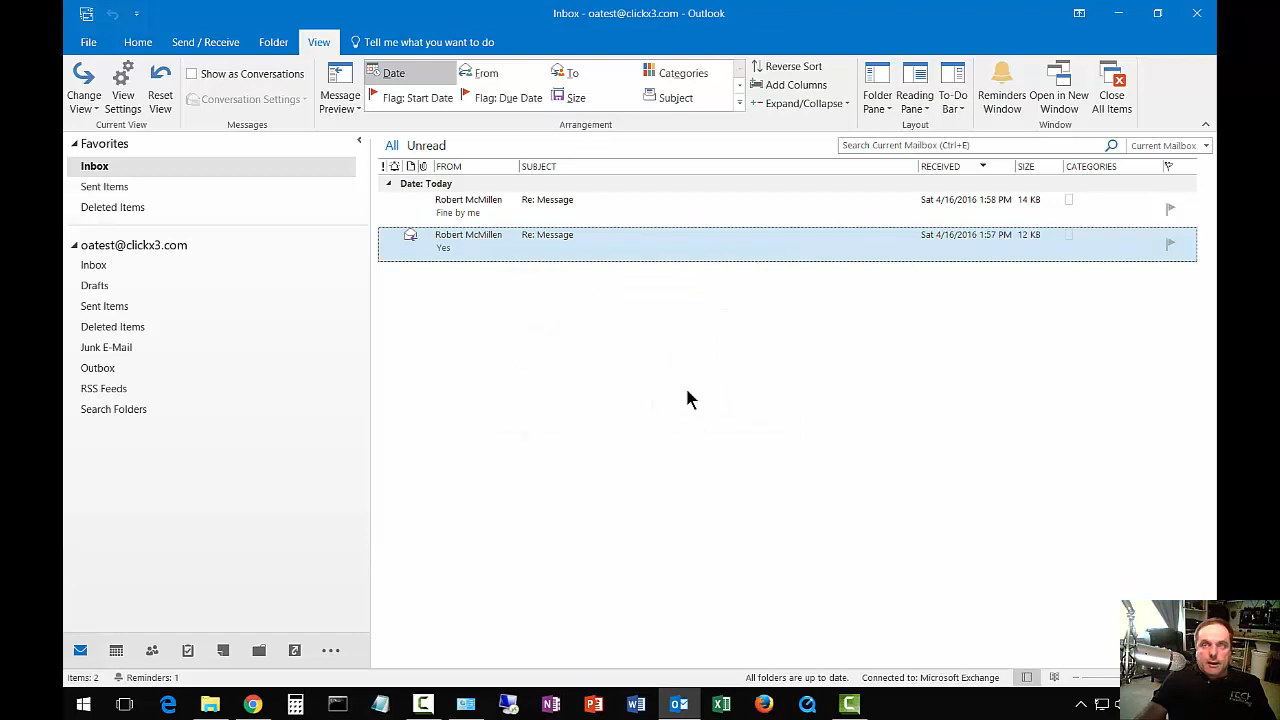 Inbox - oatest@clickx3.com - Outlook
File Home Send / Receive Folder View Tell me what you want to do
Change View View Settings Reset View
Current View
Show as Conversations
Conversation Settings
Messages
Message Preview
Date From To Categories
Flag: Start Date Flag: Due Date Size Subject
Arrangement
Reverse Sort
Add Columns
Expand/Collapse
Folder Pane Reading Pane To-Do Bar
Layout
Reminders Window Open in New Window Close All Items
Window
Favorites
Inbox
Sent Items
Deleted Items
oatest@clickx3.com
Inbox
Drafts
Sent Items
Deleted Items
Junk E-Mail
Outbox
RSS Feeds
Search Folders
All Unread
Search Current Mailbox (Ctrl+E) Current Mailbox
FROM SUBJECT RECEIVED SIZE CATEGORIES
Date: Today
Robert McMillen Re: Message Sat 4/16/2016 1:58 PM 14 KB
Fine by me
Robert McMillen Re: Message Sat 4/16/2016 1:57 PM 12 KB
Yes
Items: 2 Reminders: 1 All folders are up to date. Connected to: Microsoft Exchange